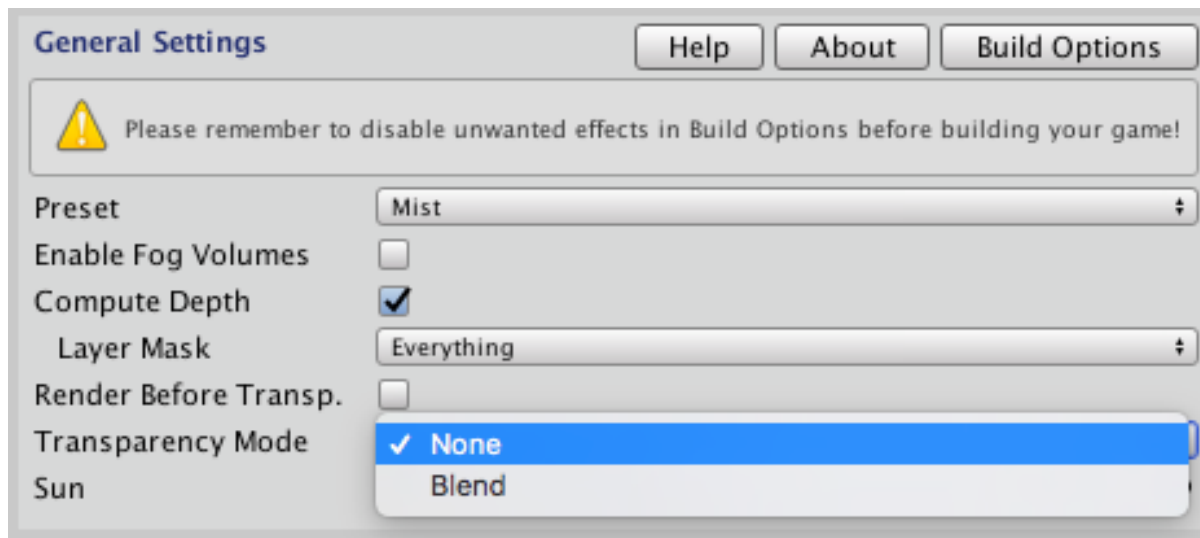 General Settings Help About Build Options
Please remember to disable unwanted effects in Build Options before building your game!
Preset Mist
Enable Fog Volumes
Compute Depth
Layer Mask Everything
Render Before Transp.
Transparency Mode None
Sun Blend